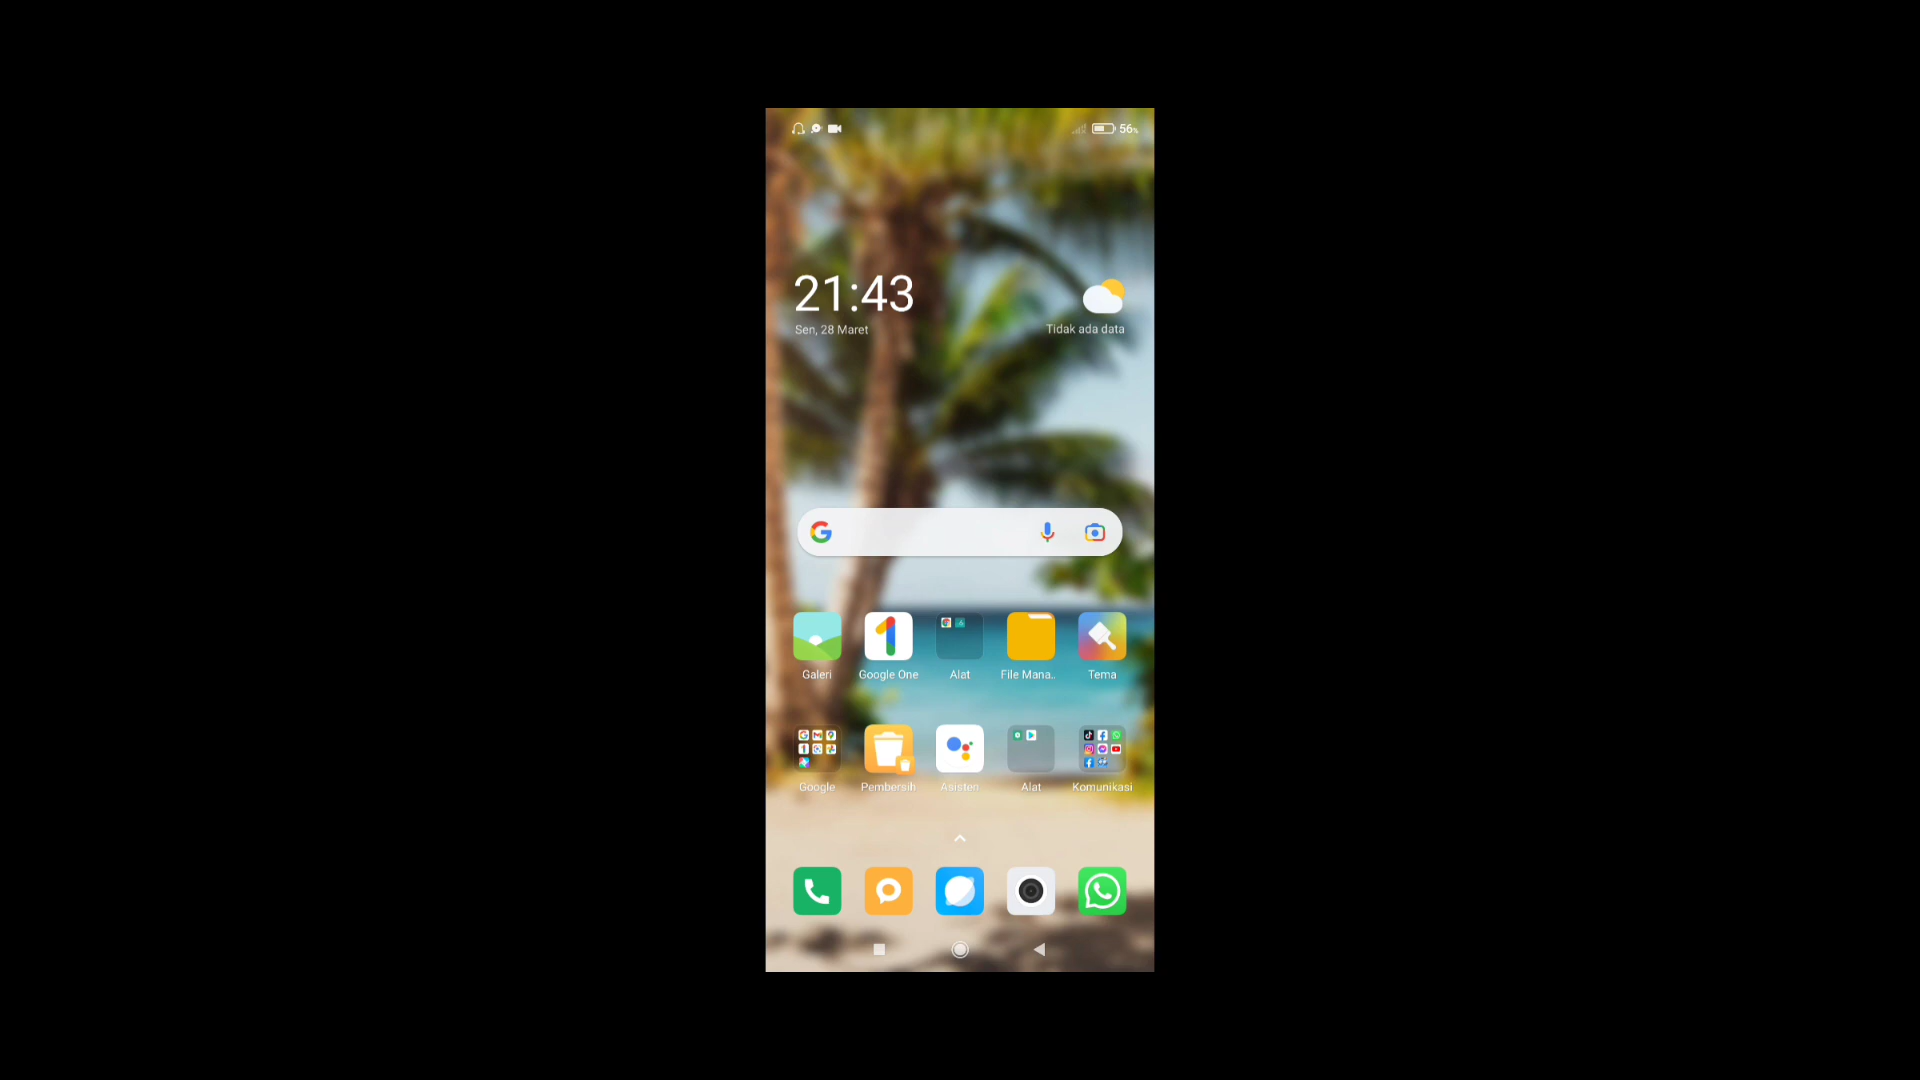 56%
21:43
Sen, 28 Maret
Tidak ada data
Galeri
Google One
Alat
File Mana..
Tema
Google
Pembersih
Asisten
Alat
Komunikasi